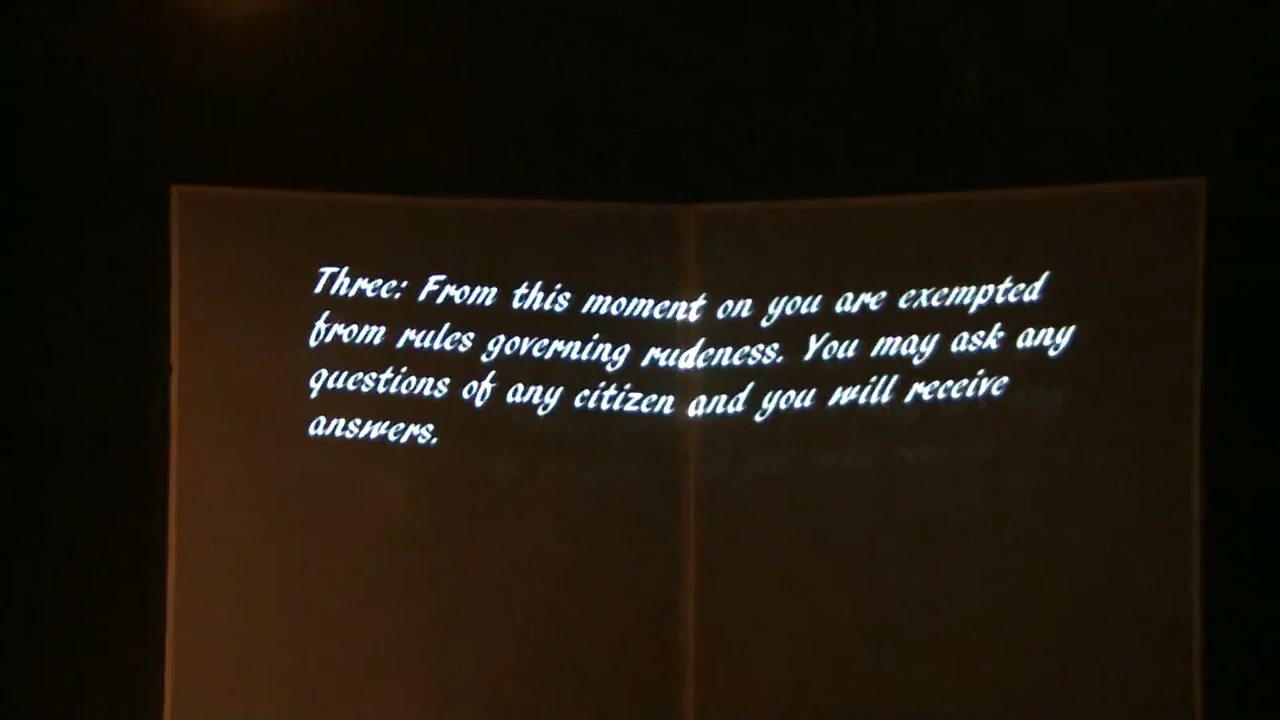 Three: From this moment on you are exempted
from rules governing rudeness. You may ask any
questions of any citizen and you will receive
answers.